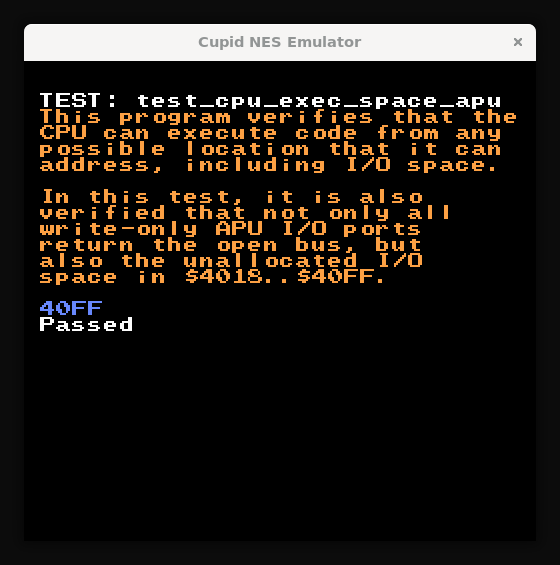 Cupid NES Emulator
TEST: test_cpu_exec_space_apu
This program verifies that the
CPU can execute code from any
possible location that it can
address, including I/O space.
In this test, it is also
verified that not only all
write-only APU I/O ports
return the open bus, but
also the unallocated I/O
space in $4018..$40FF.
40FF
Passed